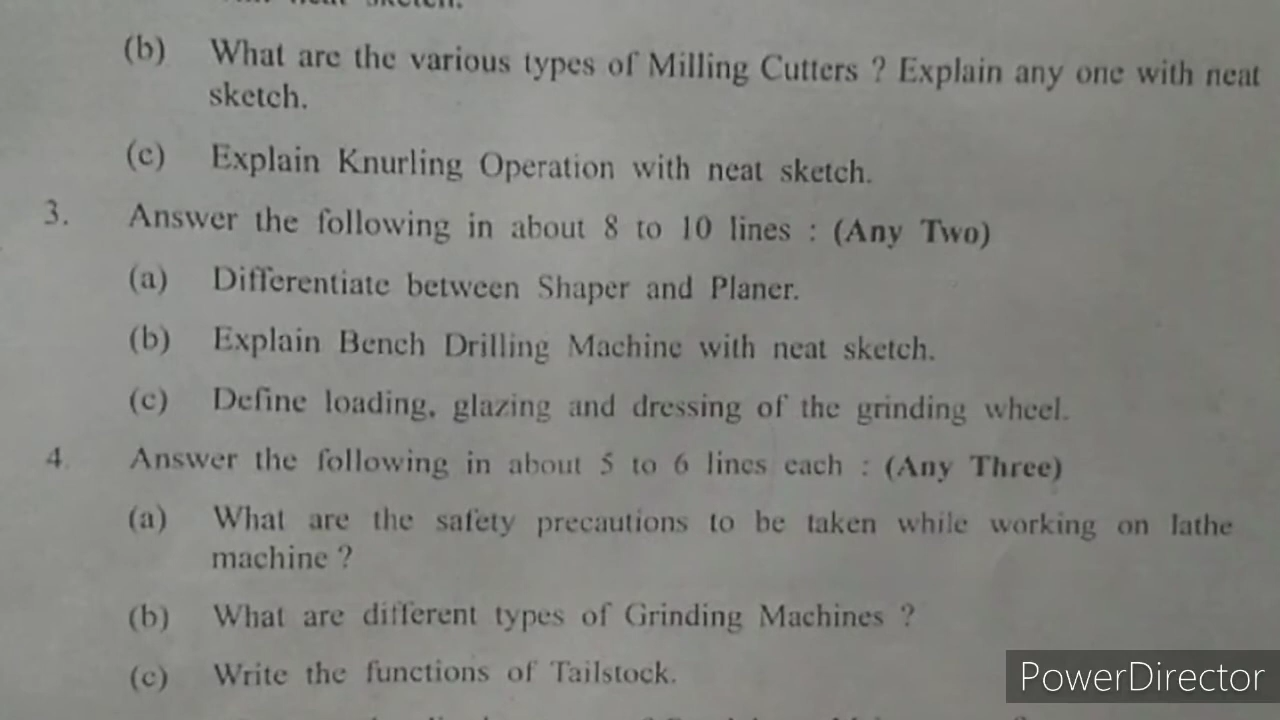 neat sketch.
(b) What are the various types of Milling Cutters ? Explain any one with neat
sketch.
(c) Explain Knurling Operation with neat sketch.
3. Answer the following in about 8 to 10 lines : (Any Two)
(a) Differentiate between Shaper and Planer.
(b) Explain Bench Drilling Machine with neat sketch.
(c) Define loading, glazing and dressing of the grinding wheel.
4. Answer the following in about 5 to 6 lines each : (Any Three)
(a) What are the safety precautions to be taken while working on lathe
machine ?
(b) What are different types of Grinding Machines ?
(c) Write the functions of Tailstock.
PowerDirector